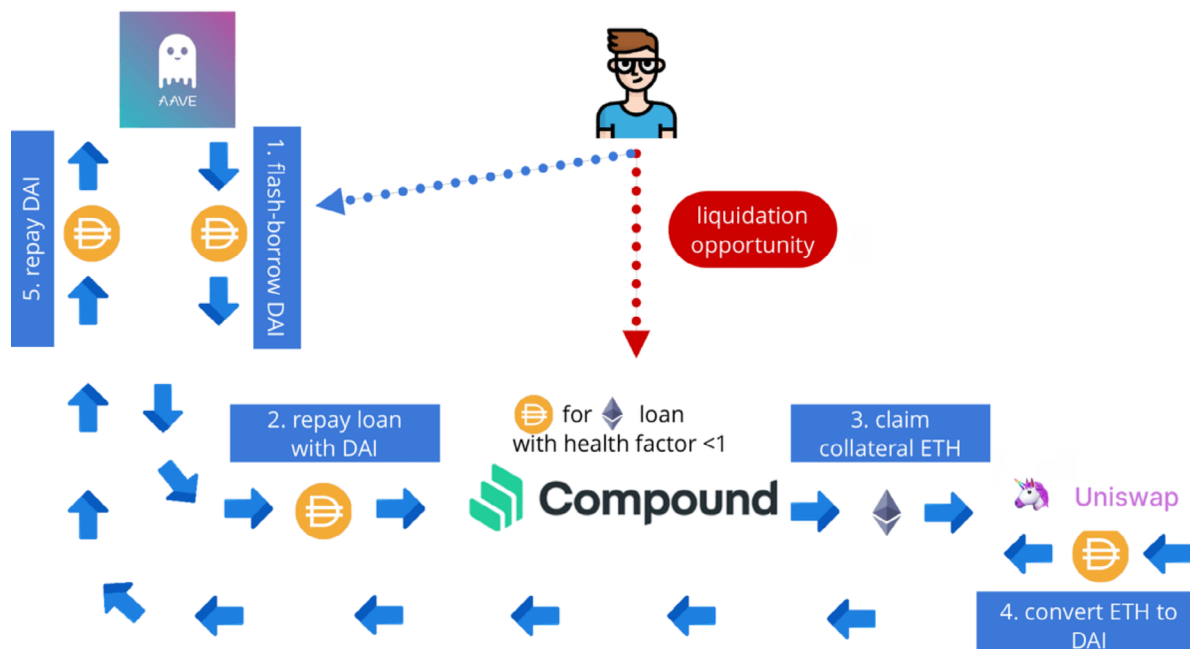 AAVE
5. repay DAI
1. flash-borrow DAI
liquidation
opportunity
2. repay loan
with DAI
for loan
with health factor <1
Compound
3. claim
collateral ETH
Uniswap
4. convert ETH to
DAI